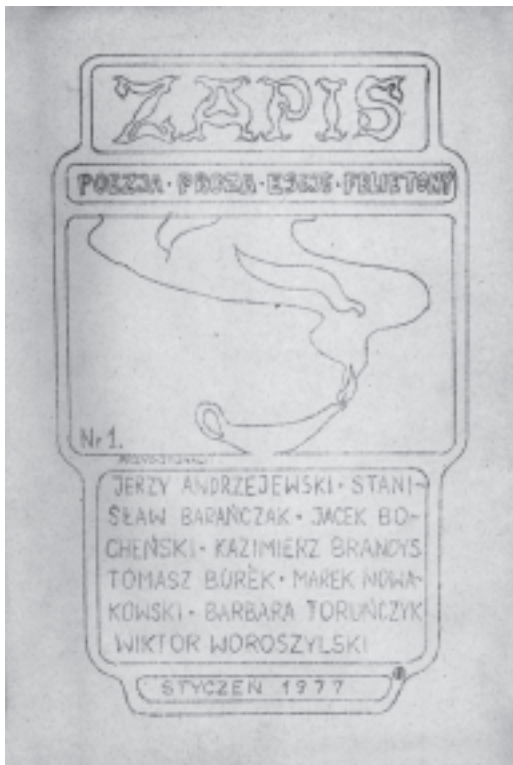 ZAPIS
POEZJA · PROZA · ESEJE · FELIETONY
Nr 1.
JERZY ANDRZEJEWSKI · STANI-
SŁAW BARAŃCZAK · JACEK BO-
CHEŃSKI · KAZIMIERZ BRANDYS
TOMASZ BUREK · MAREK NOWA-
KOWSKI · BARBARA TORUŃCZYK
WIKTOR WOROSZYLSKI
STYCZEŃ 1977